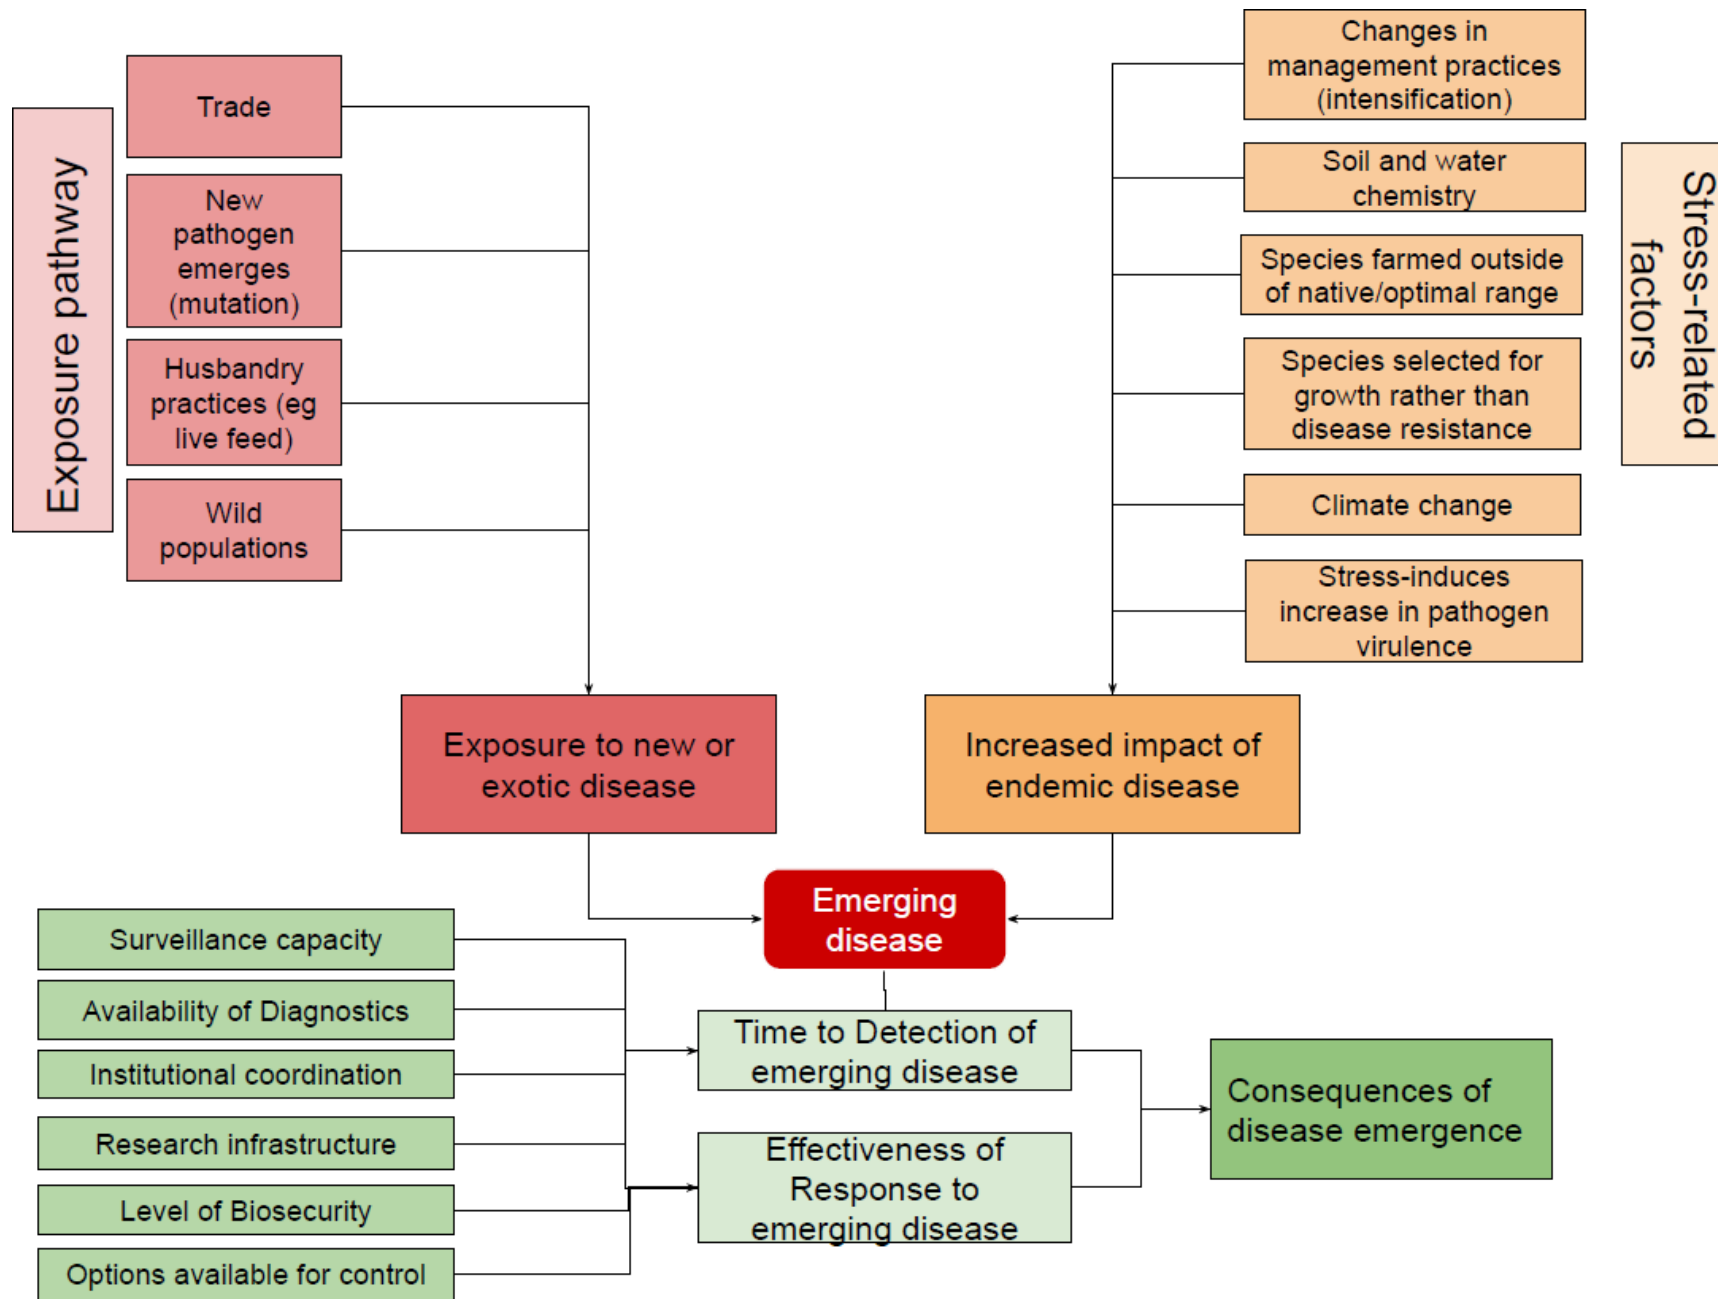 Exposure pathway
Trade
New
pathogen
emerges
(mutation)
Husbandry
practices (eg
live feed)
Wild
populations
Changes in
management practices
(intensification)
Soil and water
chemistry
Species farmed outside
of native/optimal range
Species selected for
growth rather than
disease resistance
Climate change
Stress-induces
increase in pathogen
virulence
Stress-related
factors
Exposure to new or
exotic disease
Increased impact of
endemic disease
Emerging
disease
Surveillance capacity
Availability of Diagnostics
Institutional coordination
Research infrastructure
Level of Biosecurity
Options available for control
Time to Detection of
emerging disease
Effectiveness of
Response to
emerging disease
Consequences of
disease emergence